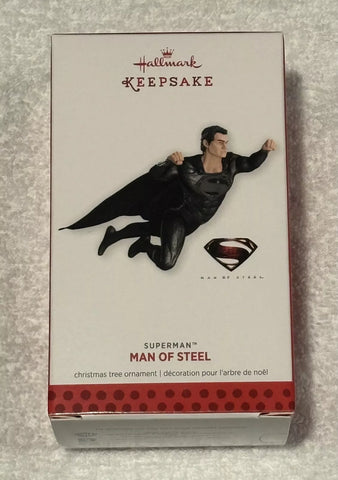 Hallmark
KEEPSAKE
MAN OF STEEL
SUPERMAN™
MAN OF STEEL
christmas tree ornament | décoration pour l'arbre de noël